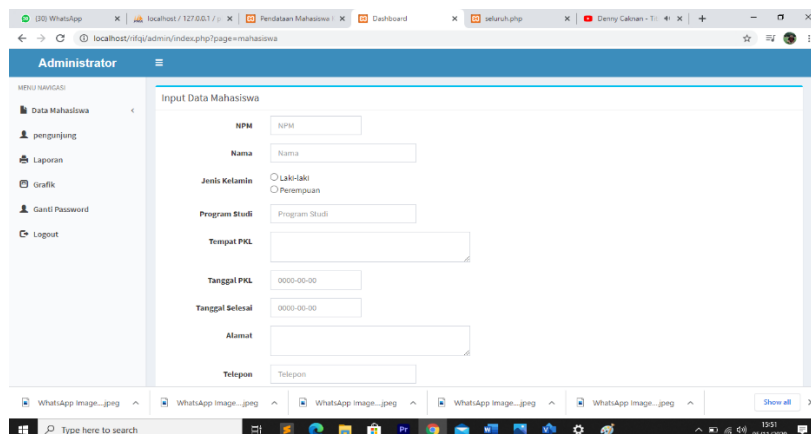 (30) WhatsApp
localhost / 127.0.0.1 / p
Pendataan Mahasiswa
Dashboard
seluruh.php
Denny Caknan - Ti
localhost/rifqi/admin/index.php?page=mahasiswa
Administrator
MENU NAVIGASI
Data Mahasiswa
pengunjung
Laporan
Grafik
Ganti Password
Logout
Input Data Mahasiswa
NPM NPM
Nama Nama
Jenis Kelamin Laki-laki
Perempuan
Program Studi Program Studi
Tempat PKL
Tanggal PKL 0000-00-00
Tanggal Selesai 0000-00-00
Alamat
Telepon Telepon
WhatsApp Image....jpeg
WhatsApp Image....jpeg
WhatsApp Image....jpeg
WhatsApp Image....jpeg
WhatsApp Image....jpeg
Show all
Type here to search
Pr
15:51